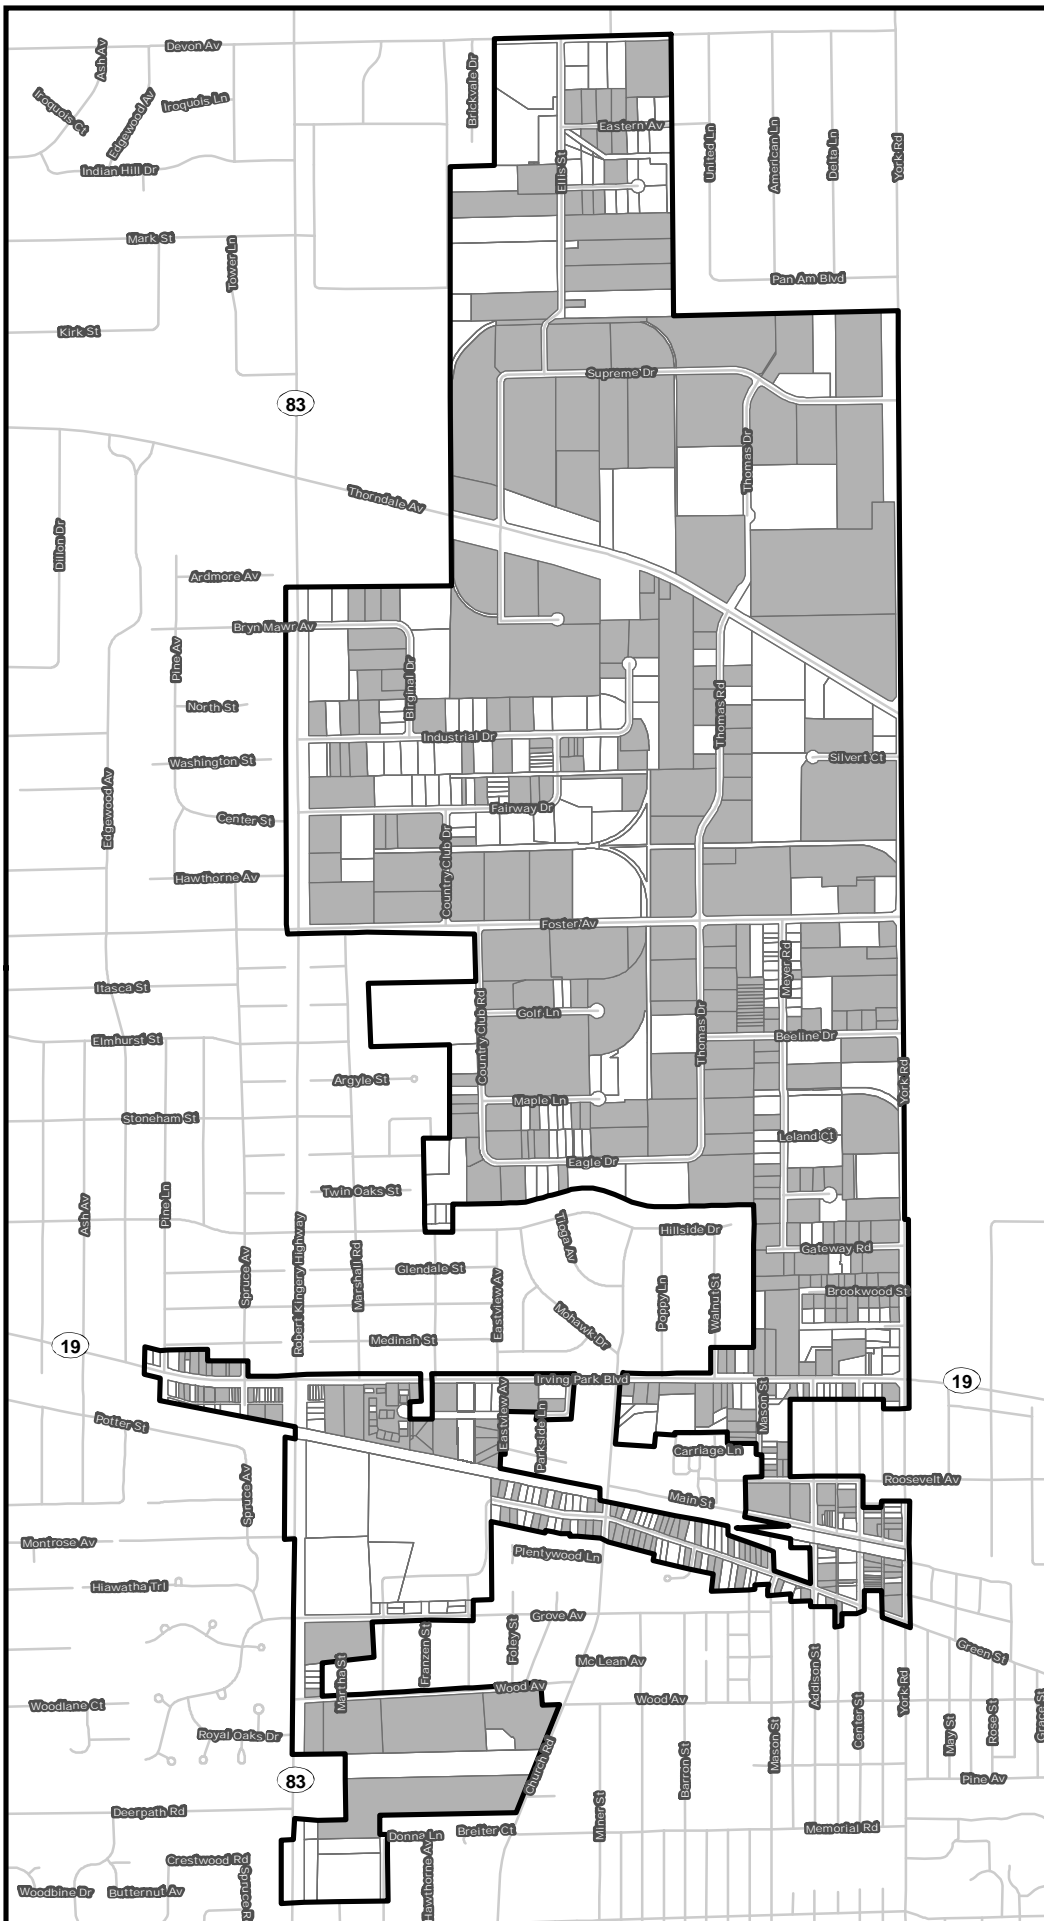 Devon Av
Ash Av
Brickvale Dr
Iroquois Ct
Edgewood Av
Iroquois Ln
Eastern Av
United Ln
American Ln
Delta Ln
York Rd
Indian Hill Dr
Ellis St
Mark St
Tower Ln
Pan Am Blvd
Kirk St
Supreme Dr
83
Thomas Dr
Thorndale Av
Dillon Dr
Ardmore Av
Bryn Mawr Av
Pine Av
Birginal Dr
North St
Thomas Rd
Industrial Dr
Washington St
Silvert Ct
Edgewood Av
Fairway Dr
Center St
Country Club Dr
Hawthorne Av
Foster Av
Meyer Rd
Itasca St
Golf Ln
Country Club Rd
Thomas Dr
Elmhurst St
Beeline Dr
Argyle St
York Rd
Maple Ln
Stoneham St
Leland Ct
Eagle Dr
Twin Oaks St
Ash Av
Pine Ln
Tioga Av
Hillside Dr
Gateway Rd
Spruce Av
Robert Kingery Highway
Marshall Rd
Glendale St
Eastview Av
Poppy Ln
Walnut St
Brookwood St
Mohawk Dr
Medinah St
19
Irving Park Blvd
19
Eastview Av
Parkside Ln
Mason St
Potter St
Carriage Ln
Roosevelt Av
Spruce Av
Main St
Montrose Av
Plentywood Ln
Hiawatha Trl
Grove Av
Foley St
Franzen St
Green St
Martha St
Mc Lean Av
Addison St
York Rd
Wood Av
Wood Av
Woodlane Ct
Center St
Rose St
Grace St
May St
Mason St
Royal Oaks Dr
Church Rd
Barron St
83
Pine Av
Deerpath Rd
Miner St
Donna Ln
Breiter Ct
Memorial Rd
Crestwood Rd
Hawthorne Av
Woodbine Dr
Butternut Av
Spruce R